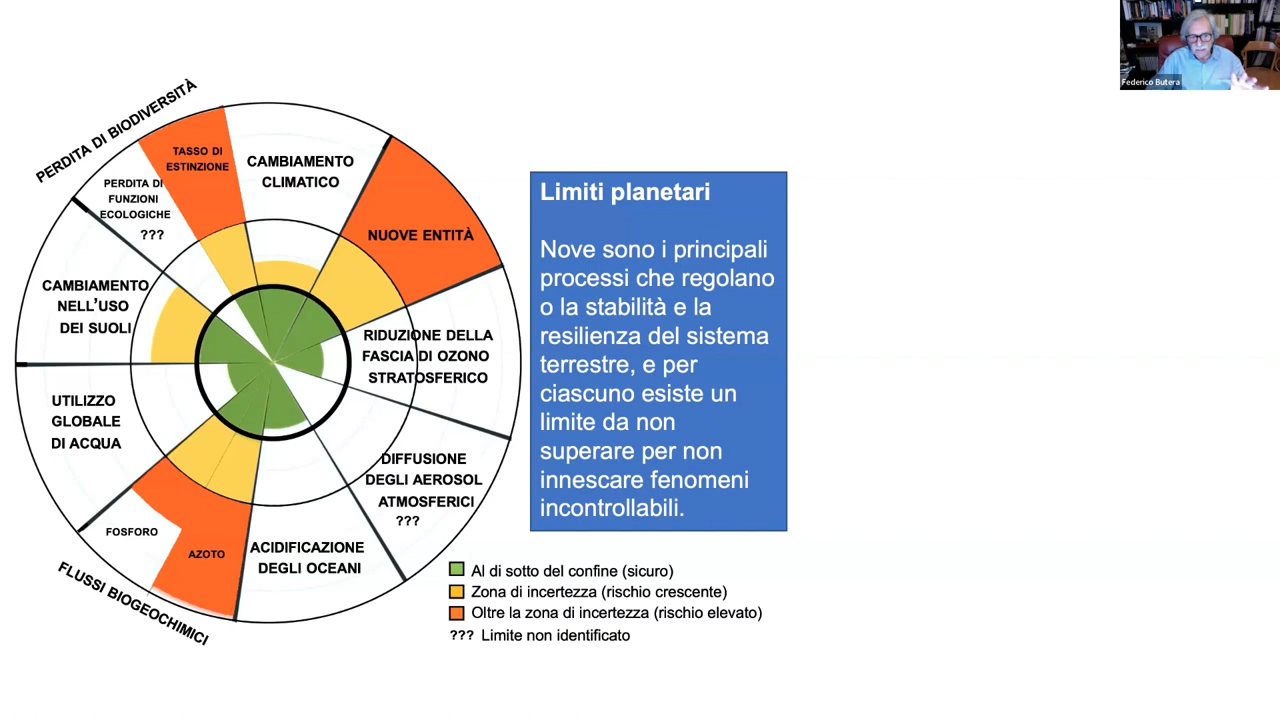 Federico Butera
PERDITA DI BIODIVERSITÀ
TASSO DI
ESTINZIONE
PERDITA DI
FUNZIONI
ECOLOGICHE
???
CAMBIAMENTO
CLIMATICO
NUOVE ENTITÀ
CAMBIAMENTO
NELL'USO
DEI SUOLI
RIDUZIONE DELLA
FASCIA DI OZONO
STRATOSFERICO
UTILIZZO
GLOBALE
DI ACQUA
DIFFUSIONE
DEGLI AEROSOL
ATMOSFERICI
???
FOSFORO
AZOTO
ACIDIFICAZIONE
DEGLI OCEANI
FLUSSI BIOGEOCHIMICI
Limiti planetari
Nove sono i principali
processi che regolano
o la stabilità e la
resilienza del sistema
terrestre, e per
ciascuno esiste un
limite da non
superare per non
innescare fenomeni
incontrollabili.
Al di sotto del confine (sicuro)
Zona di incertezza (rischio crescente)
Oltre la zona di incertezza (rischio elevato)
??? Limite non identificato